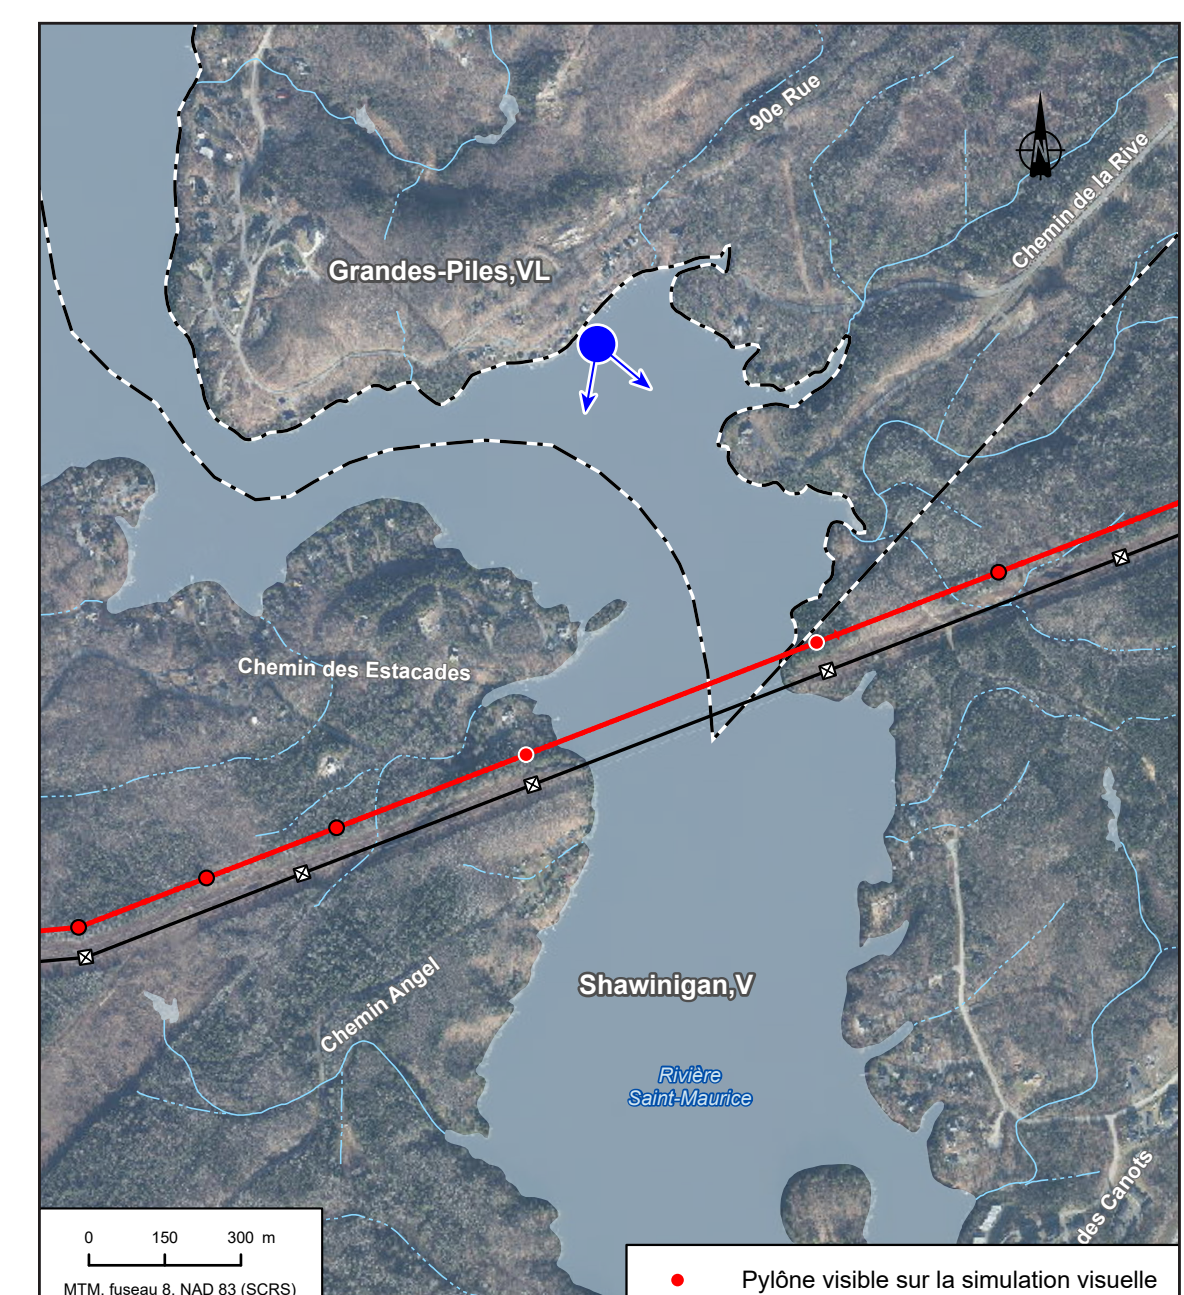 90e Rue
N
Chemin de la Rive
Grandes-Piles,VL
Chemin des Estacades
Chemin Angel
Shawinigan,V
Rivière
Saint-Maurice
des Canots
0 150 300 m
MTM, fuseau 8, NAD 83 (SCRS)
Pylône visible sur la simulation visuelle